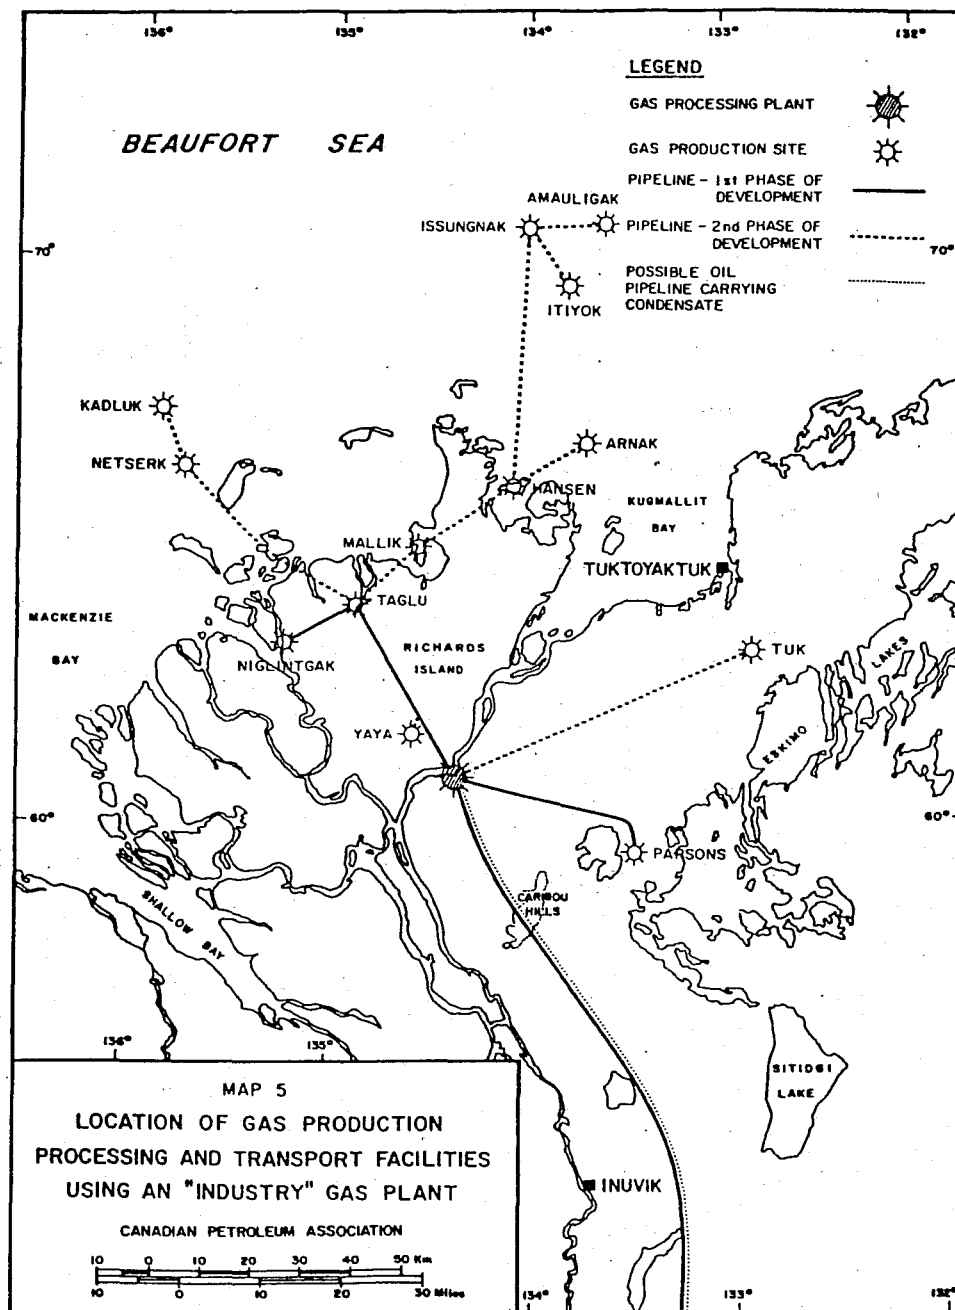 136° 135° 134° 133° 132°
LEGEND
GAS PROCESSING PLANT
BEAUFORT SEA
GAS PRODUCTION SITE
PIPELINE - 1st PHASE OF
DEVELOPMENT
AMAULIGAK
ISSUNGNAK
PIPELINE - 2nd PHASE OF
DEVELOPMENT
70° 70°
POSSIBLE OIL
PIPELINE CARRYING
CONDENSATE
ITIYOK
KADLUK
ARNAK
NETSERK
HANSEN
KUGMALLIT
BAY
MALLIK
TUKTOYAKTUK
TAGLU
MACKENZIE
BAY
RICHARDS
ISLAND
NIGLINTGAK
TUK
LAKES
YAYA
ESKIMO
60° 60°
PARSONS
CARIBOU
HILLS
SHALLOW BAY
136° 135°
SITIDGI
LAKE
MAP 5
LOCATION OF GAS PRODUCTION
PROCESSING AND TRANSPORT FACILITIES
USING AN "INDUSTRY" GAS PLANT
INUVIK
CANADIAN PETROLEUM ASSOCIATION
10 0 10 20 30 40 50 Km
10 0 10 20 30 Miles
134° 133° 132°